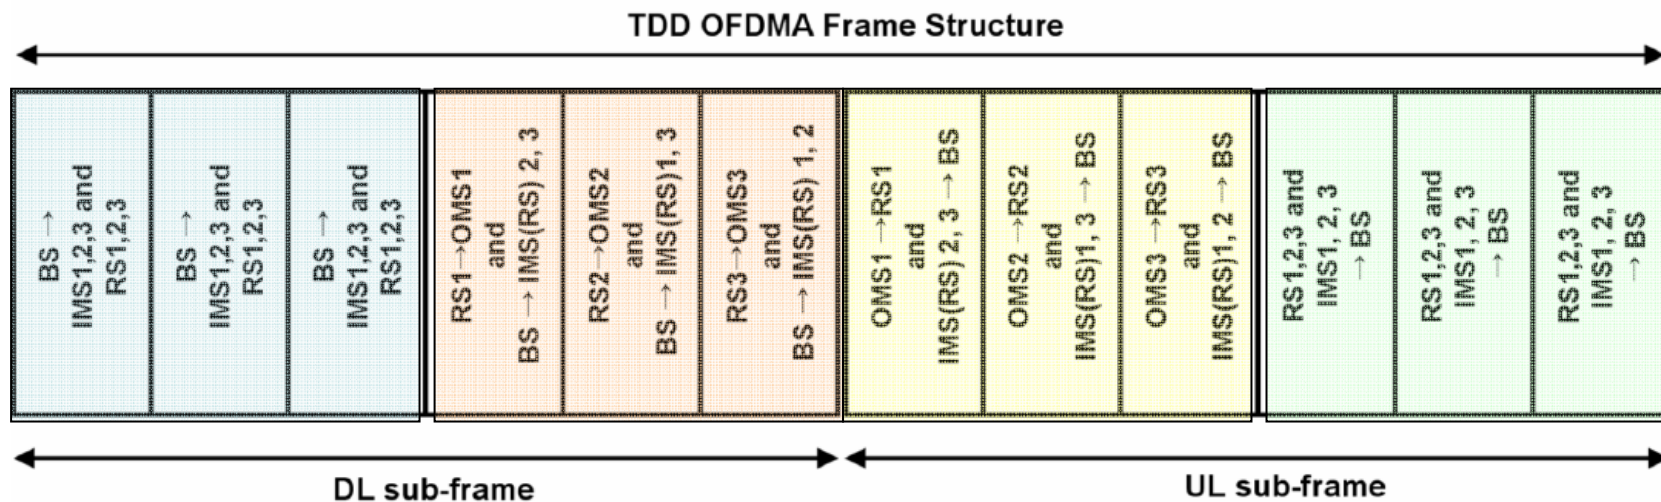 TDD OFDMA Frame Structure
BS →
IMS1,2,3 and
RS1,2,3
BS →
IMS1,2,3 and
RS1,2,3
BS →
IMS1,2,3 and
RS1,2,3
RS1→OMS1
and
BS → IMS(RS) 2, 3
RS2→OMS2
and
BS → IMS(RS)1, 3
RS3→OMS3
and
BS → IMS(RS) 1, 2
OMS1 →RS1
and
IMS(RS) 2, 3 → BS
OMS2 →RS2
and
IMS(RS)1, 3 → BS
OMS3 →RS3
and
IMS(RS)1, 2 → BS
RS1,2,3 and
IMS1, 2, 3
→BS
RS1,2,3 and
IMS1, 2, 3
→ BS
RS1,2,3 and
IMS1, 2, 3
→ BS
DL sub-frame
UL sub-frame